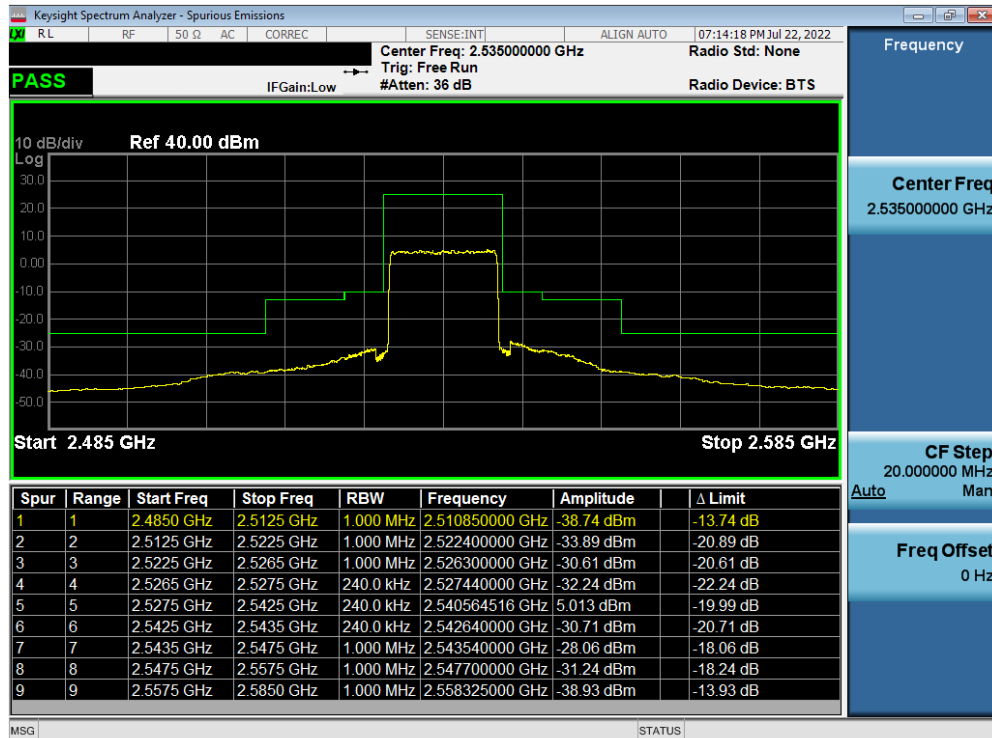 Keysight Spectrum Analyzer - Spurious Emissions
LXI RL RF 50 Ω AC CORREC SENSE:INT ALIGN AUTO 07:14:18 PM Jul 22, 2022
Center Freq: 2.535000000 GHz Radio Std: None
Trig: Free Run
PASS IFGain:Low #Atten: 36 dB Radio Device: BTS
10 dB/div Ref 40.00 dBm
Log
30.0
20.0
10.0
0.00
-10.0
-20.0
-30.0
-40.0
-50.0
Start 2.485 GHz Stop 2.585 GHz
Spur Range Start Freq Stop Freq RBW Frequency Amplitude Δ Limit
1 1 2.4850 GHz 2.5125 GHz 1.000 MHz 2.510850000 GHz -38.74 dBm -13.74 dB
2 2 2.5125 GHz 2.5225 GHz 1.000 MHz 2.522400000 GHz -33.89 dBm -20.89 dB
3 3 2.5225 GHz 2.5265 GHz 1.000 MHz 2.526300000 GHz -30.61 dBm -20.61 dB
4 4 2.5265 GHz 2.5275 GHz 240.0 kHz 2.527440000 GHz -32.24 dBm -22.24 dB
5 5 2.5275 GHz 2.5425 GHz 240.0 kHz 2.540564516 GHz 5.013 dBm -19.99 dB
6 6 2.5425 GHz 2.5435 GHz 240.0 kHz 2.542640000 GHz -30.71 dBm -20.71 dB
7 7 2.5435 GHz 2.5475 GHz 1.000 MHz 2.543540000 GHz -28.06 dBm -18.06 dB
8 8 2.5475 GHz 2.5575 GHz 1.000 MHz 2.547700000 GHz -31.24 dBm -18.24 dB
9 9 2.5575 GHz 2.5850 GHz 1.000 MHz 2.558325000 GHz -38.93 dBm -13.93 dB
MSG STATUS
Frequency
Center Freq
2.535000000 GHz
CF Step
20.000000 MHz
Auto Man
Freq Offset
0 Hz